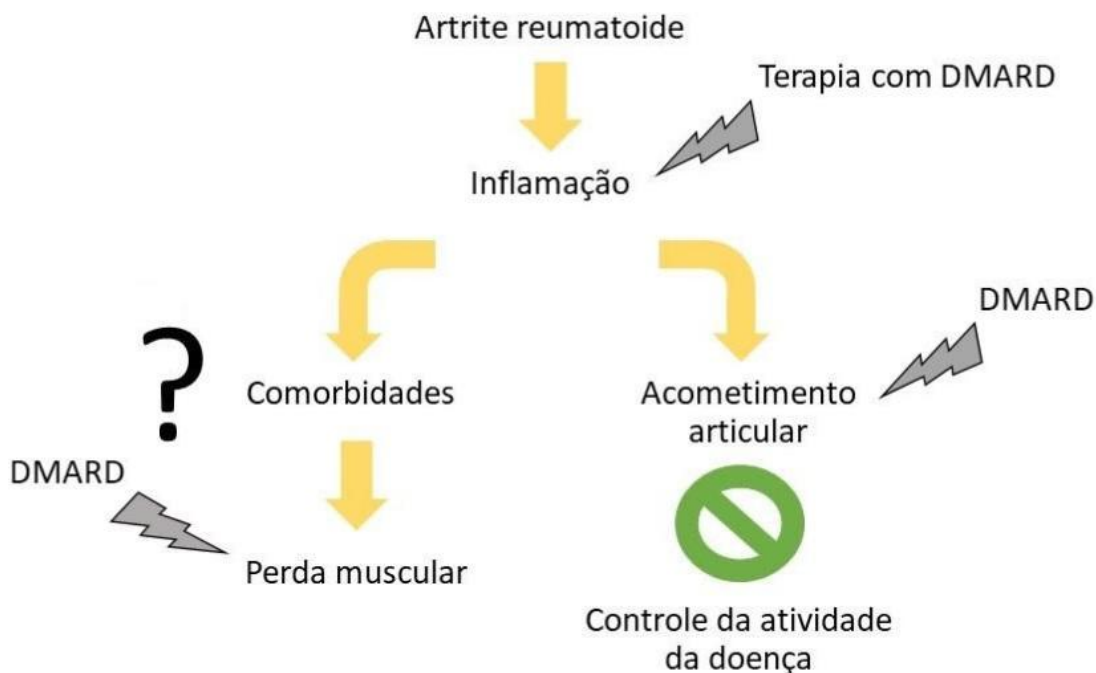 Artrite reumatoide
Terapia com DMARD
Inflamação
DMARD
?
Comorbidades
Acometimento
articular
DMARD
Perda muscular
Controle da atividade
da doença